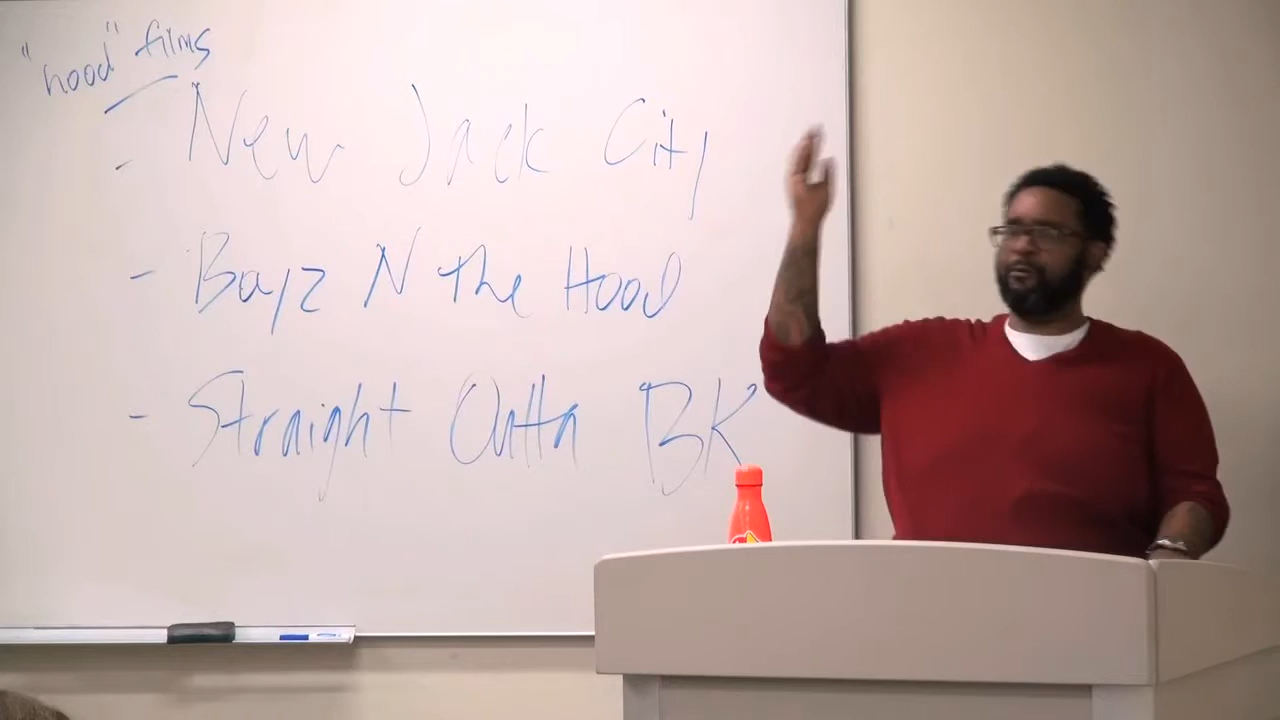 "hood" films
- New Jack City
- Boyz N the Hood
- Straight Outta BK